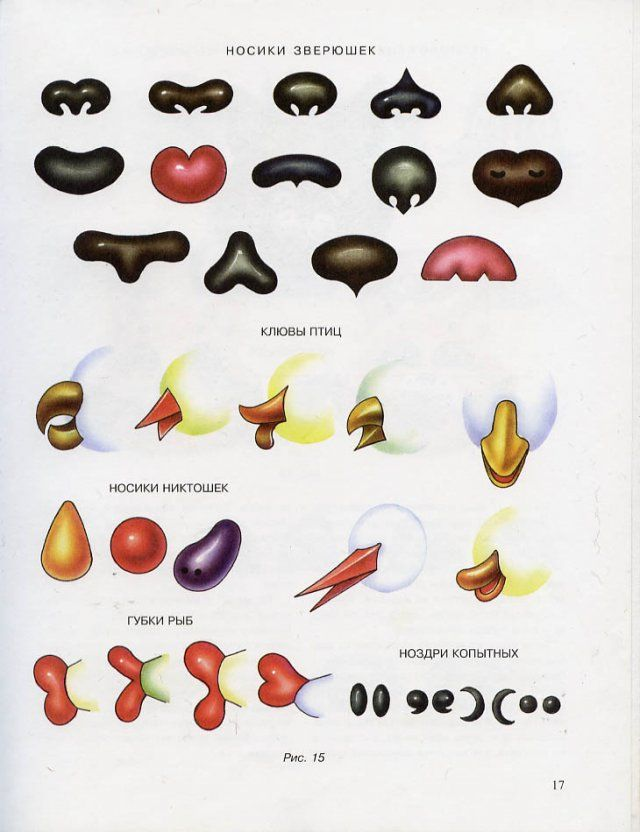 НОСИКИ ЗВЕРЮШЕК
КЛЮВЫ ПТИЦ
НОСИКИ НИКТОШЕК
ГУБКИ РЫБ
НОЗДРИ КОПЫТНЫХ
Рис. 15
17